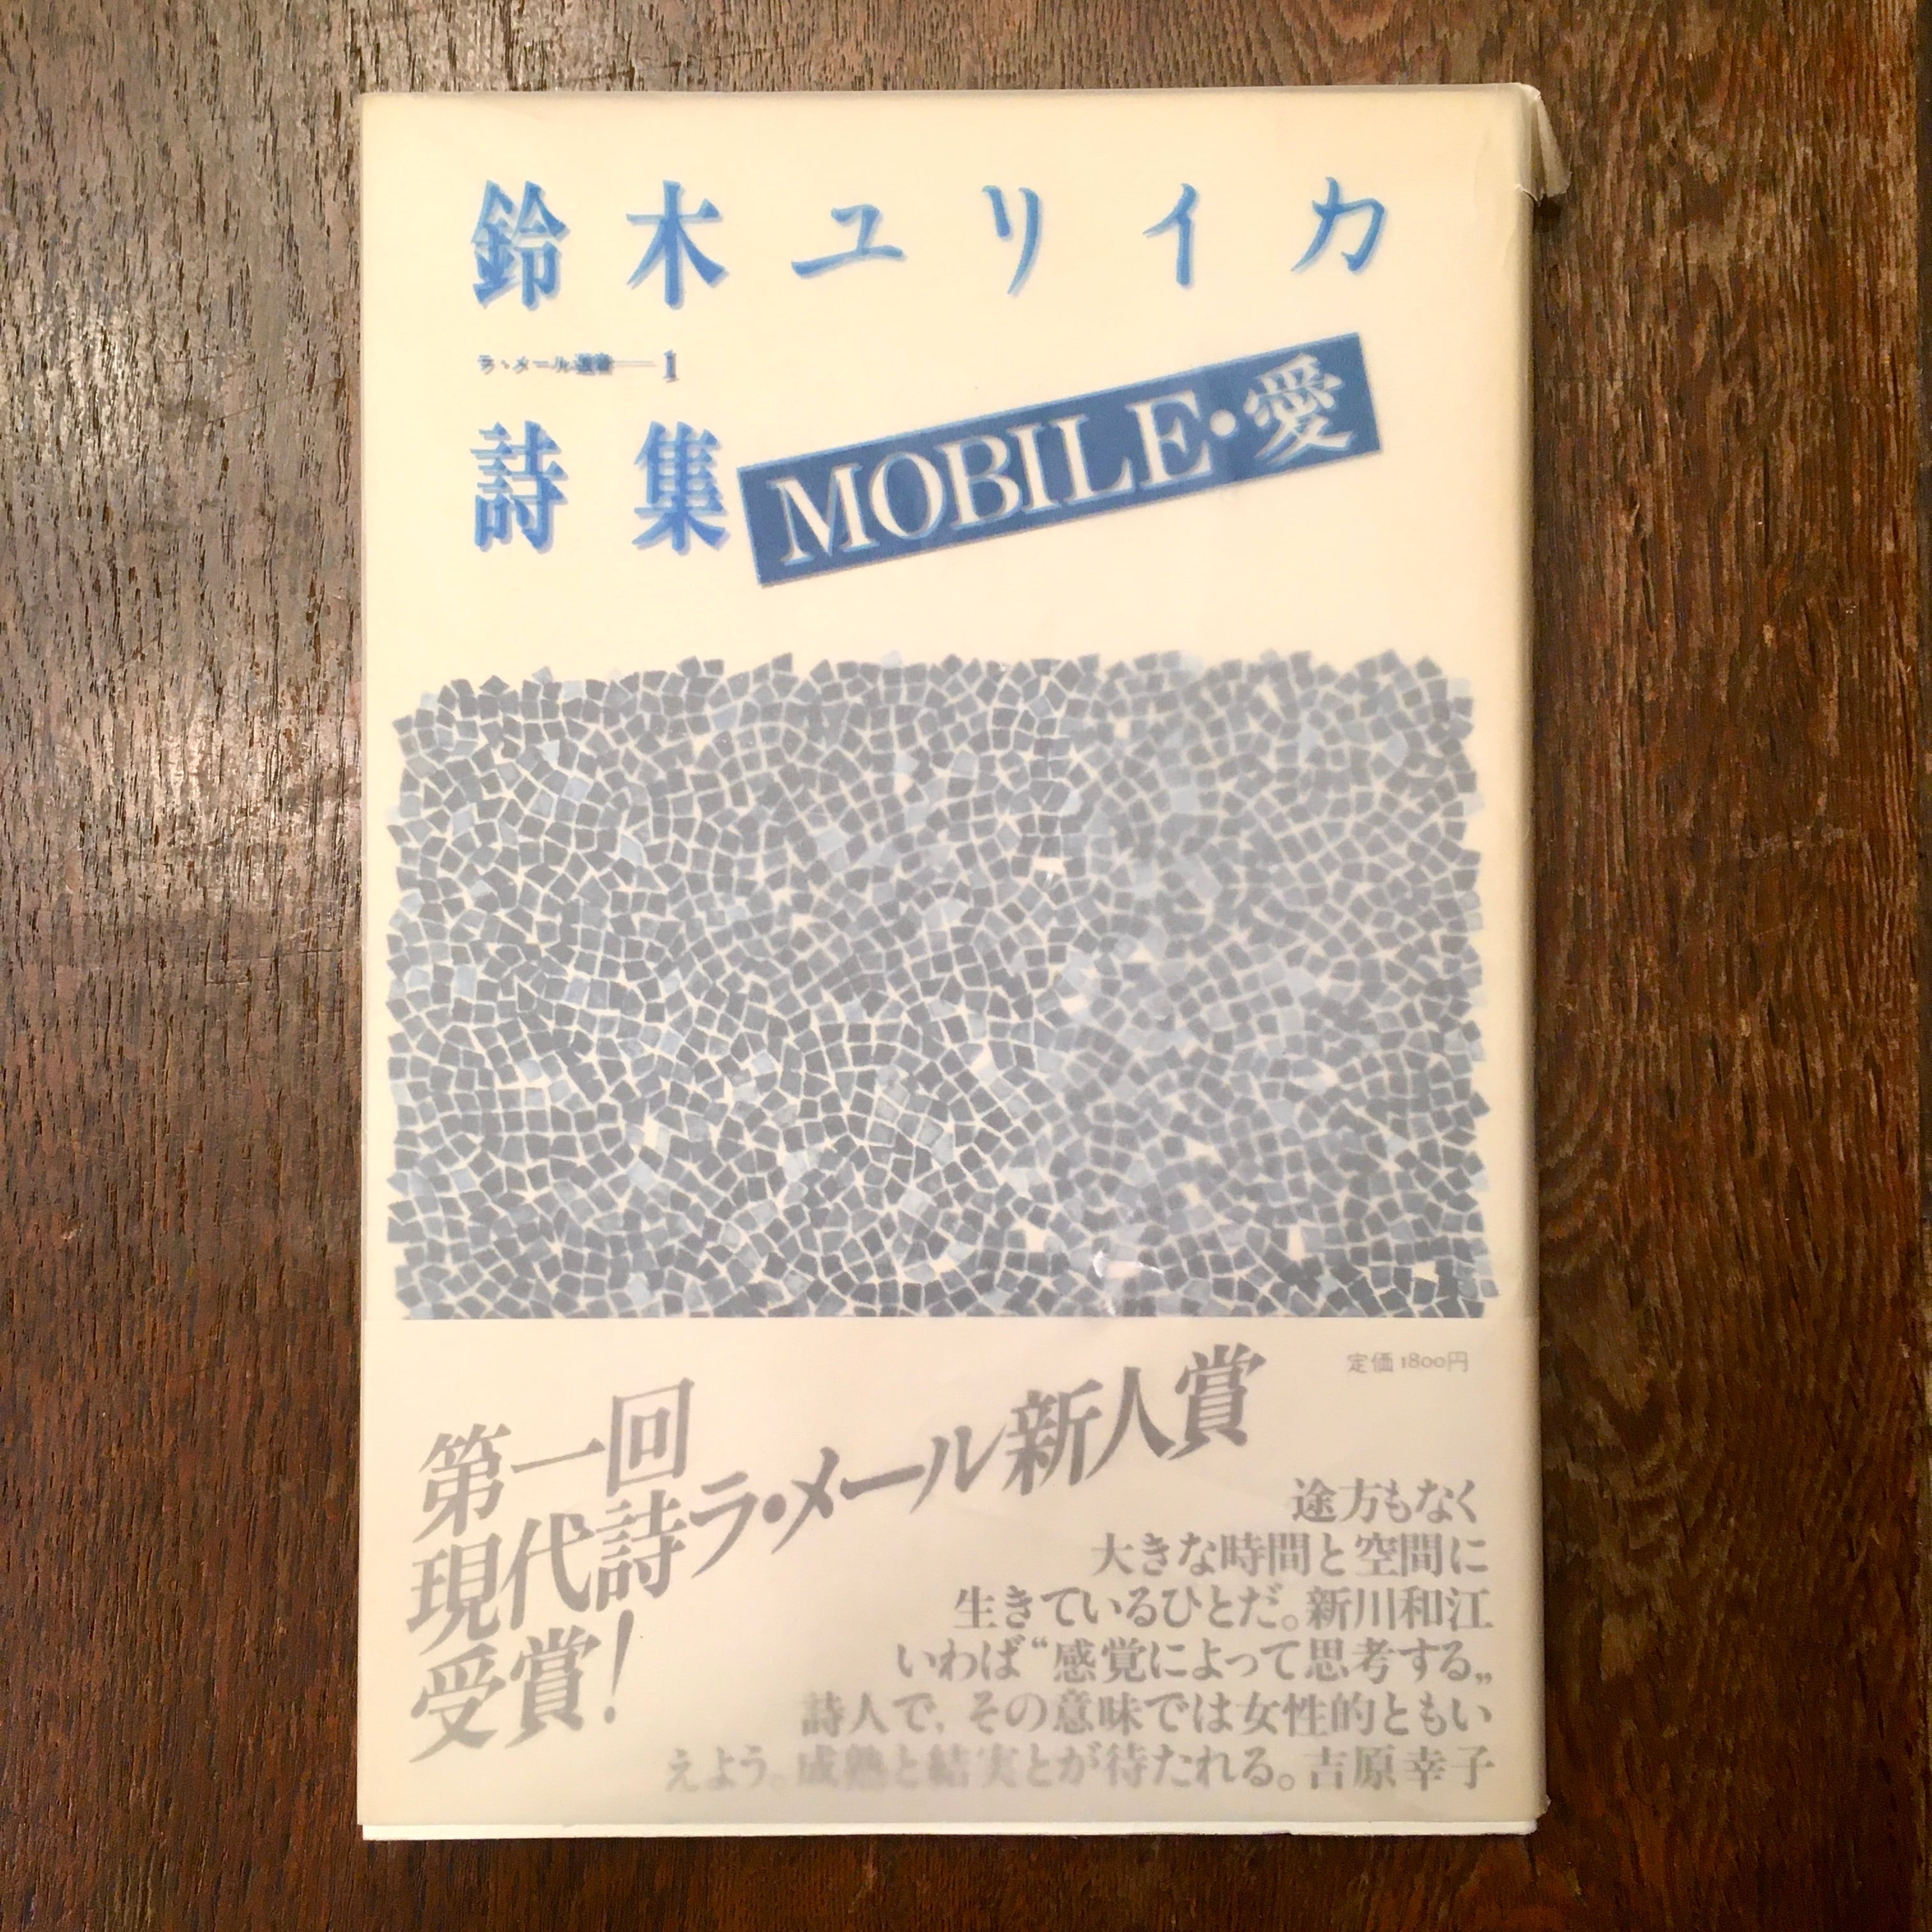 鈴木ユリイカ
ラ・メール選書——1
詩集 MOBILE・愛
定価1800円
第一回
現代詩ラ・メール新人賞
受賞!
途方もなく
大きな時間と空間に
生きているひとだ。新川和江
いわば“感覚によって思考する„
詩人で,その意味では女性的ともい
えよう。成熟と結実とが待たれる。吉原幸子